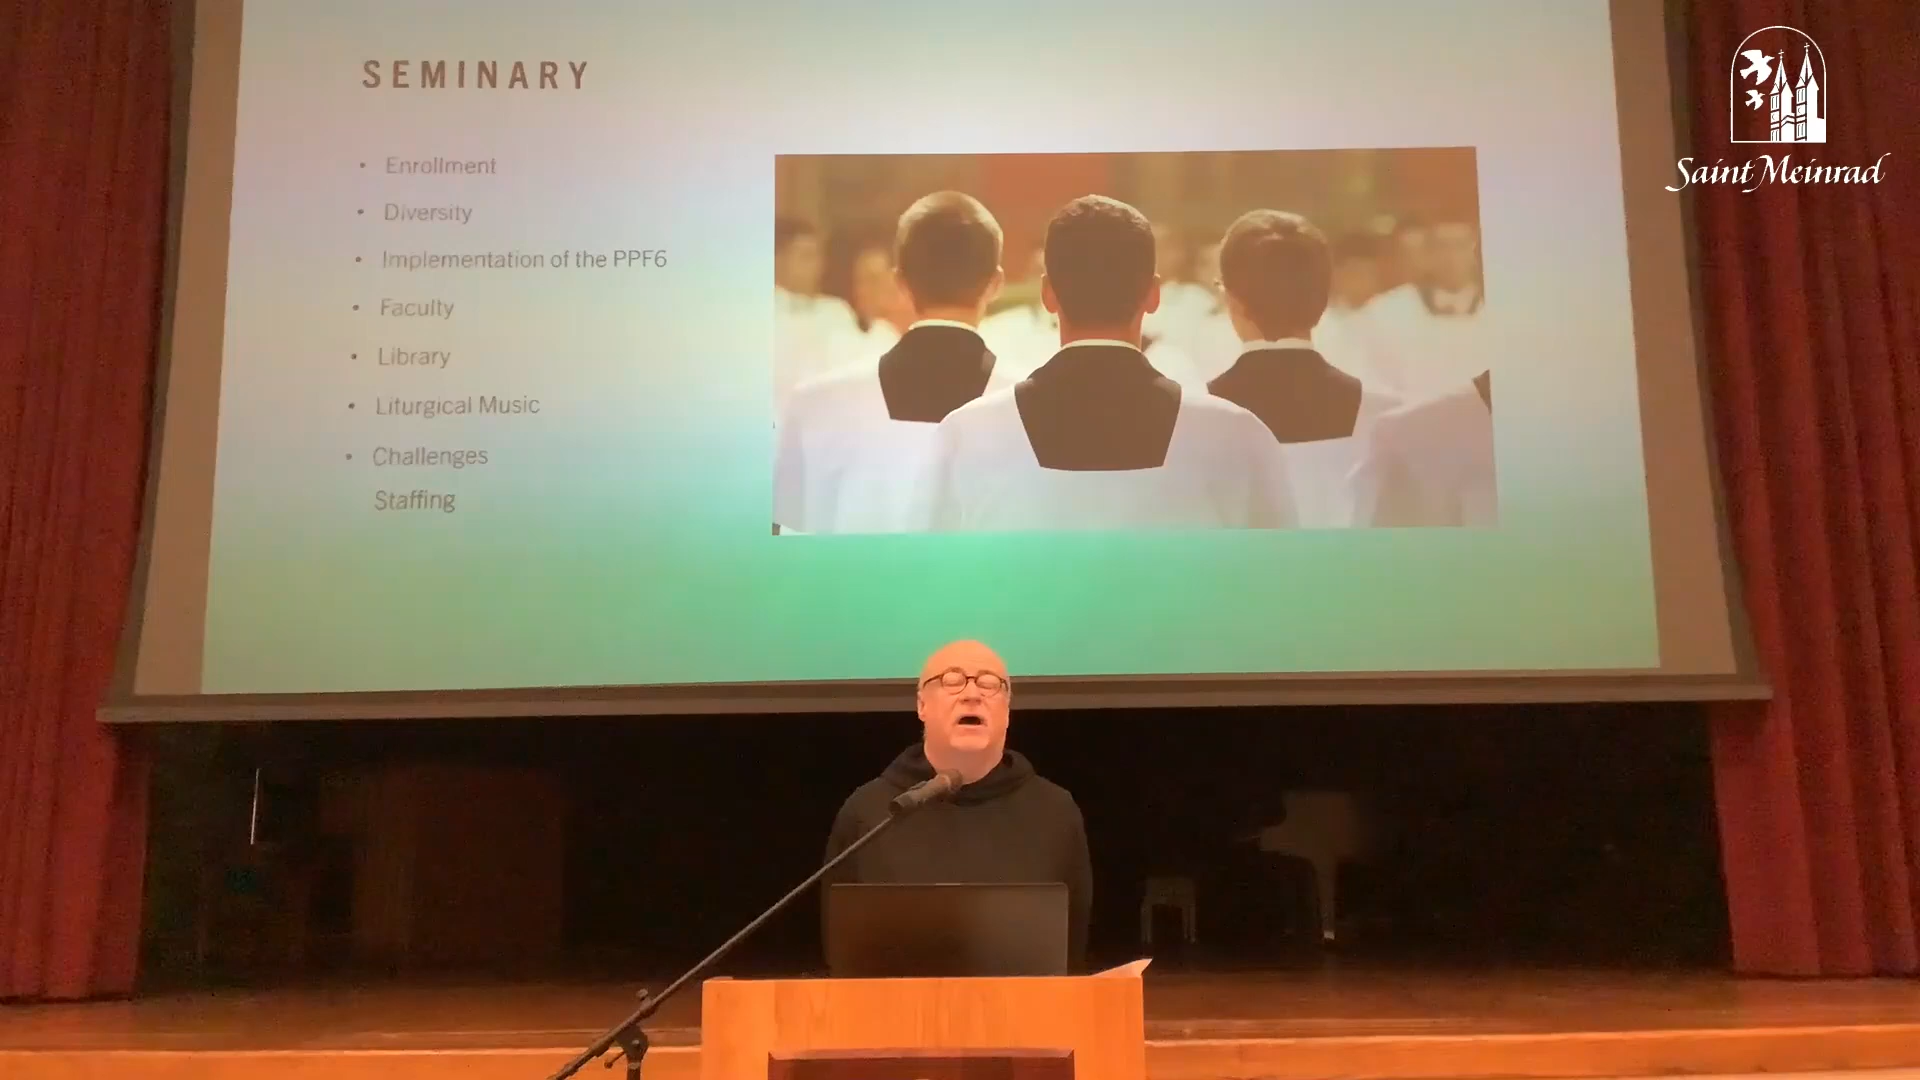 SEMINARY
• Enrollment
• Diversity
• Implementation of the PPF6
• Faculty
• Library
• Liturgical Music
• Challenges
Staffing
Saint Meinrad